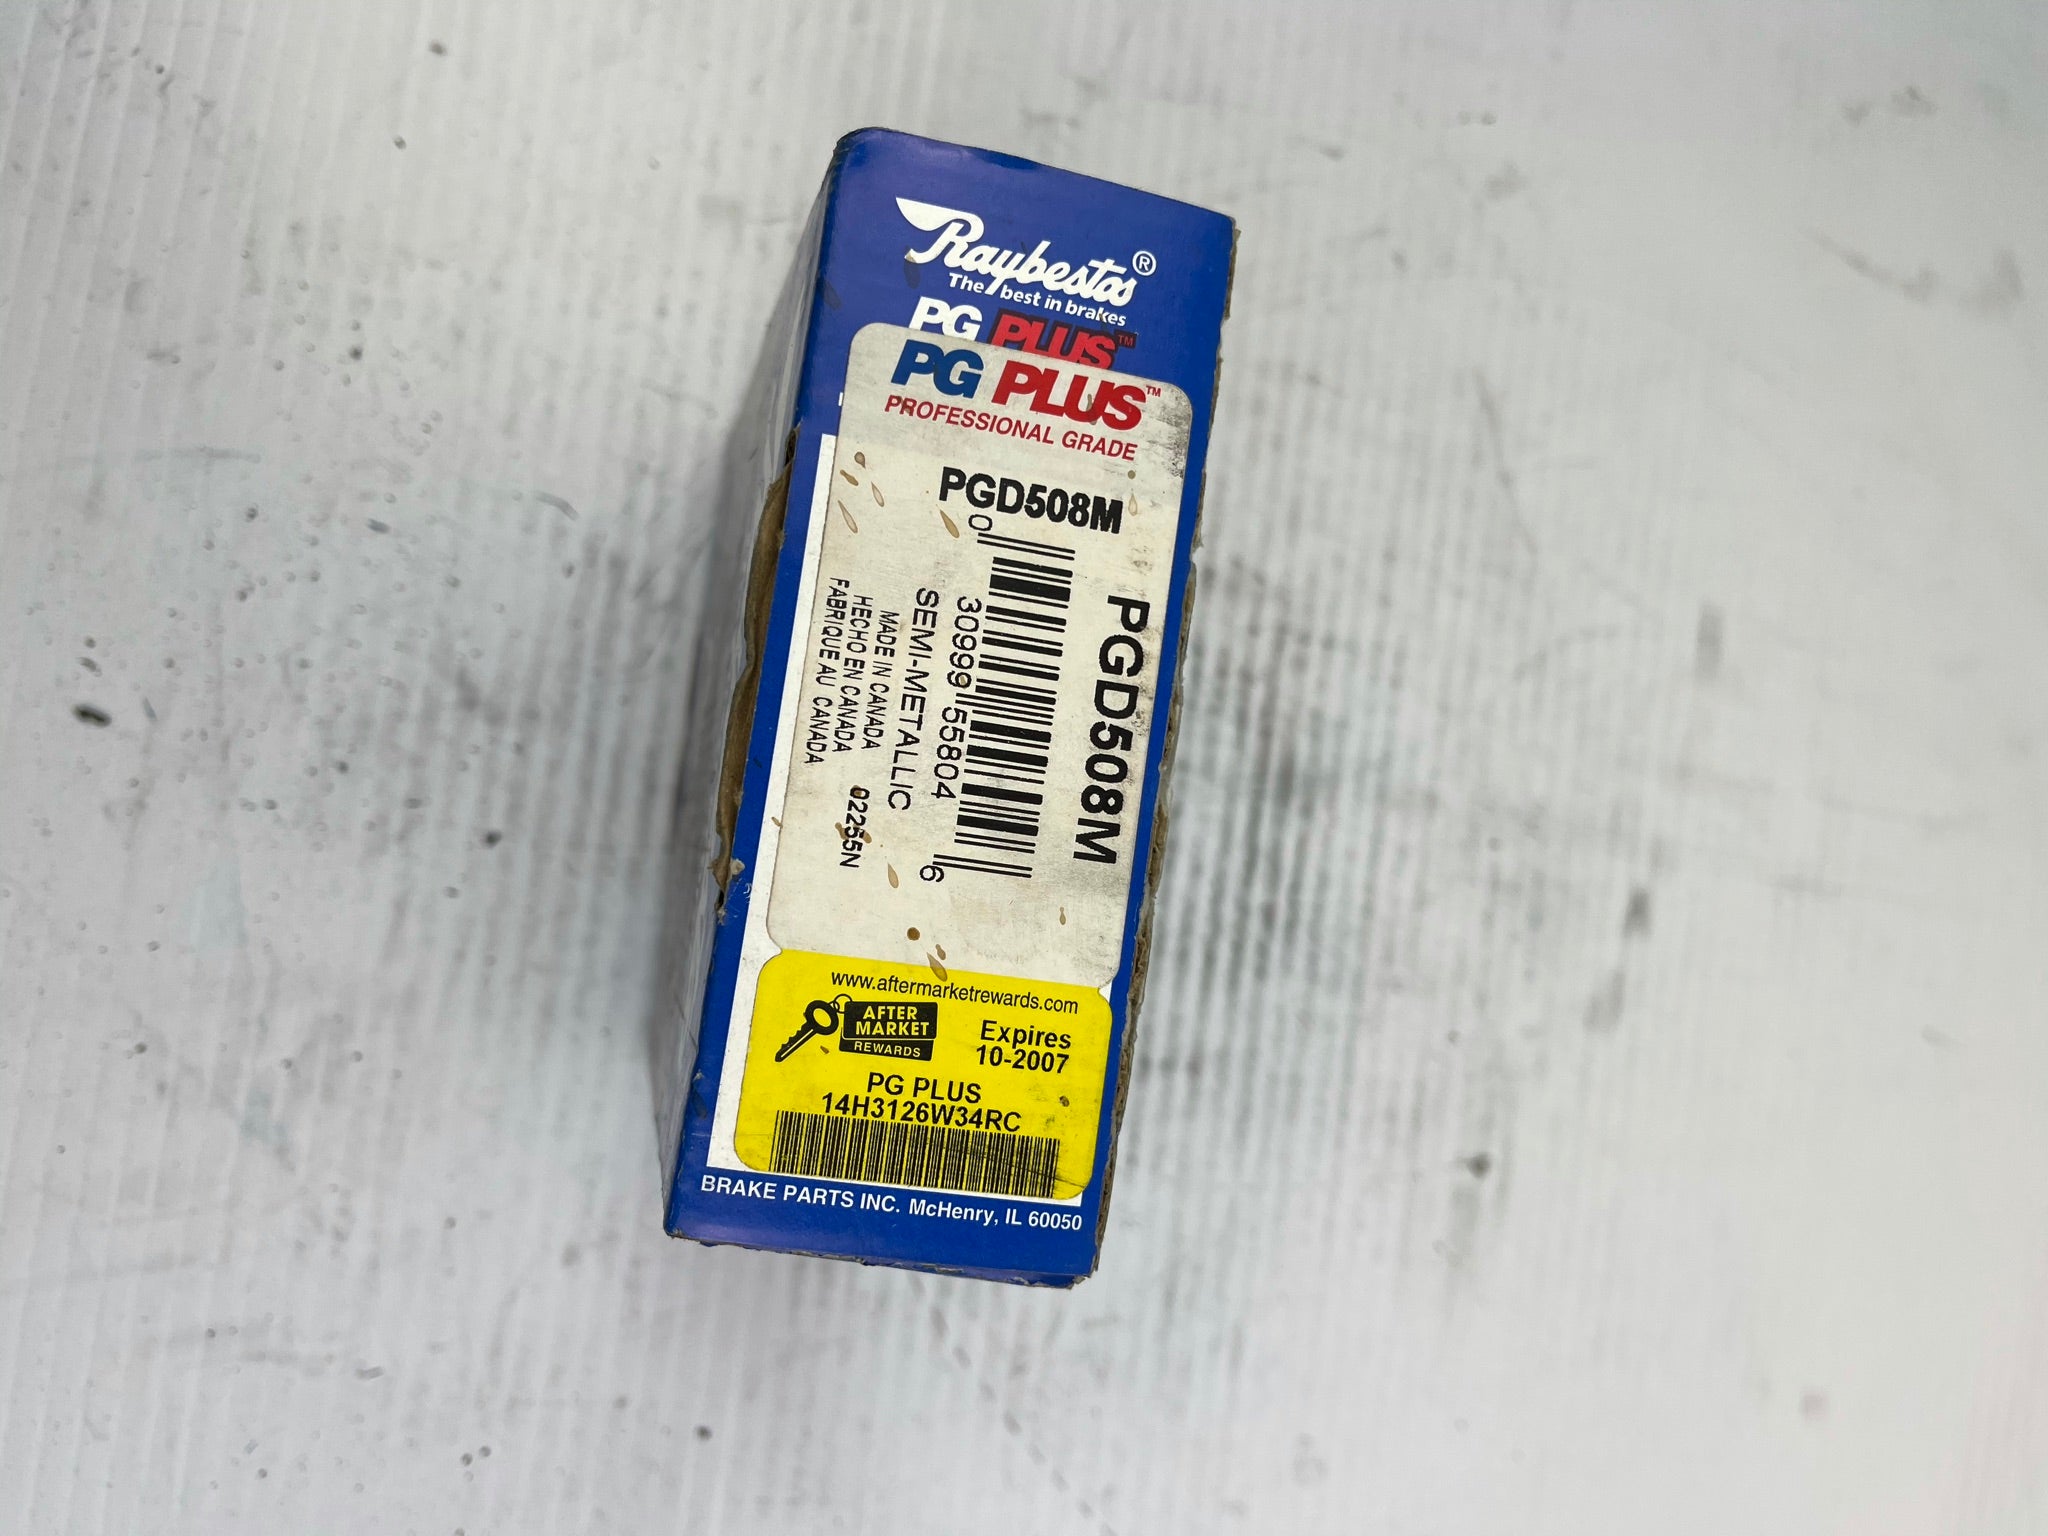 Raybestos®
The best in brakes
PG PLUS™
PG PLUS™
PROFESSIONAL GRADE
PGD508M
PGD508M
0 30999 55804 6
SEMI-METALLIC
MADE IN CANADA
HECHO EN CANADA 02255N
FABRIQUE AU CANADA
www.aftermarketrewards.com
AFTER
MARKET
REWARDS
Expires
10-2007
PG PLUS
14H3126W34RC
BRAKE PARTS INC. McHenry, IL 60050